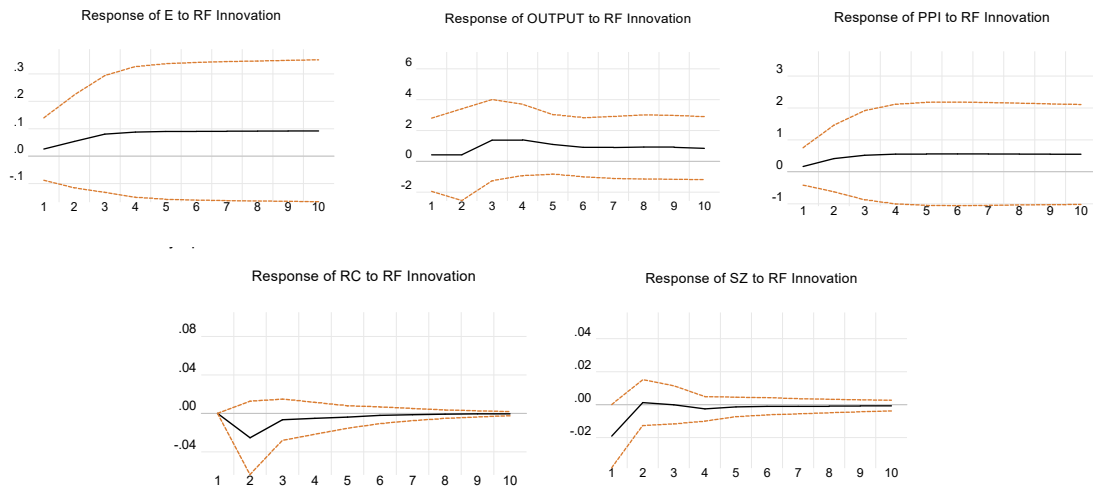 Response of E to RF Innovation
.3
.2
.1
.0
-.1
1 2 3 4 5 6 7 8 9 10
Response of OUTPUT to RF Innovation
6
4
2
0
-2
1 2 3 4 5 6 7 8 9 10
Response of PPI to RF Innovation
3
2
1
0
-1
1 2 3 4 5 6 7 8 9 10
Response of RC to RF Innovation
.08
.04
.00
-.04
1 2 3 4 5 6 7 8 9 10
Response of SZ to RF Innovation
.04
.02
.00
-.02
1 2 3 4 5 6 7 8 9 10